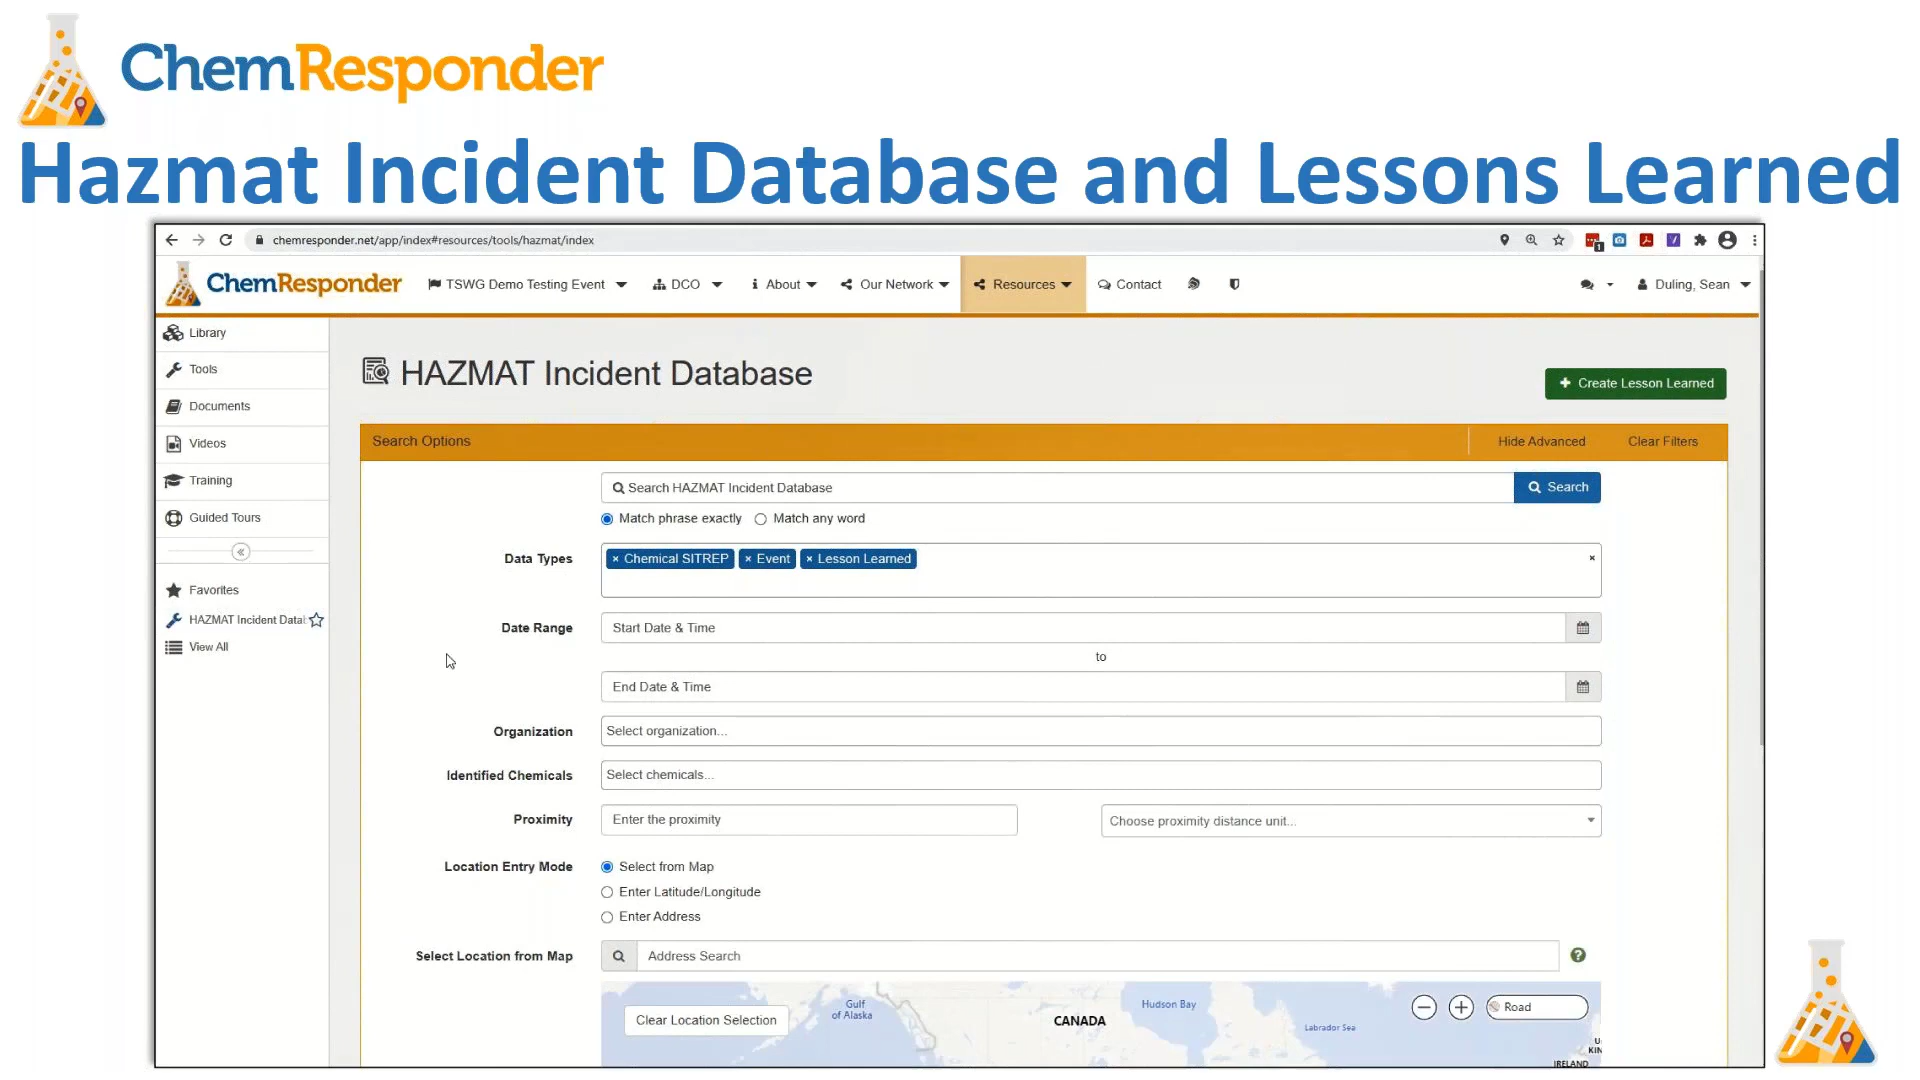 ChemResponder
Hazmat Incident Database and Lessons Learned
chemresponder.net/app/index#resources/tools/hazmat/index
1
ChemResponder
TSWG Demo Testing Event
DCO
About
Our Network
Resources
Contact
Duling, Sean
Library
Tools
Documents
Videos
Training
Guided Tours
Favorites
HAZMAT Incident Data
View All
HAZMAT Incident Database
Create Lesson Learned
Search Options
Hide Advanced
Clear Filters
Search HAZMAT Incident Database
Search
Match phrase exactly
Match any word
Data Types
× Chemical SITREP
× Event
× Lesson Learned
×
Date Range
Start Date & Time
to
End Date & Time
Organization
Select organization...
Identified Chemicals
Select chemicals...
Proximity
Enter the proximity
Choose proximity distance unit...
Location Entry Mode
Select from Map
Enter Latitude/Longitude
Enter Address
Select Location from Map
Address Search
?
Clear Location Selection
Gulf
of Alaska
CANADA
Hudson Bay
Labrador Sea
Road
U
KIN
IRELAND